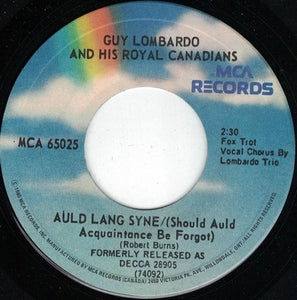 GUY LOMBARDO
AND HIS ROYAL CANADIANS
MCA RECORDS
MCA 65025
2:30
Fox Trot
Vocal Chorus By
Lombardo Trio
AULD LANG SYNE/(Should Auld
Acquaintance Be Forgot)
(Robert Burns)
FORMERLY RELEASED AS
DECCA 28905
(74092)